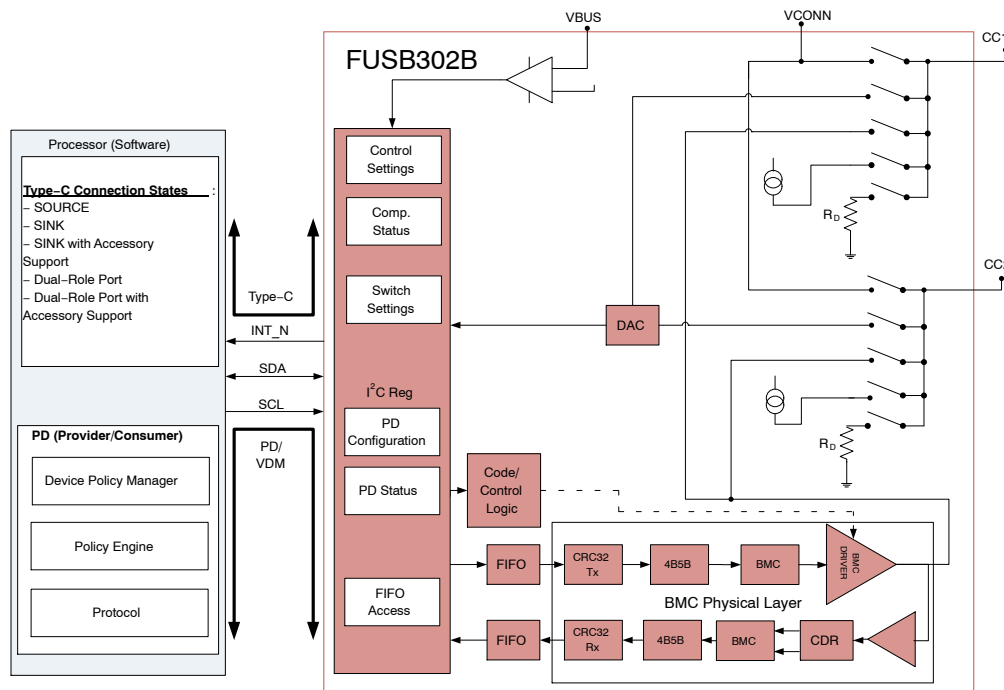 VBUS
VCONN
CC1
FUSB302B
Processor (Software)
Type−C Connection States :
− SOURCE
− SINK
− SINK with Accessory
Support
− Dual−Role Port
− Dual−Role Port with
Accessory Support
Type−C
INT_N
SDA
SCL
PD/
VDM
PD (Provider/Consumer)
Device Policy Manager
Policy Engine
Protocol
Control
Settings
Comp.
Status
Switch
Settings
I2C Reg
PD
Configuration
PD Status
FIFO
Access
Code/
Control
Logic
DAC
RD
CC2
RD
FIFO
CRC32
Tx
4B5B
BMC
BMC
DRIVER
BMC Physical Layer
FIFO
CRC32
Rx
4B5B
BMC
CDR